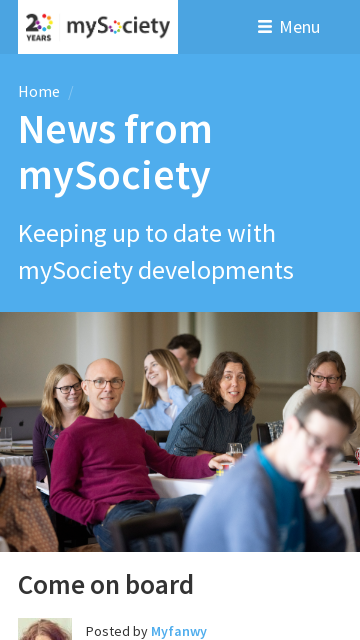 20 YEARS mySociety
Menu
Home /
News from
mySociety
Keeping up to date with
mySociety developments
Come on board
Posted by Myfanwy